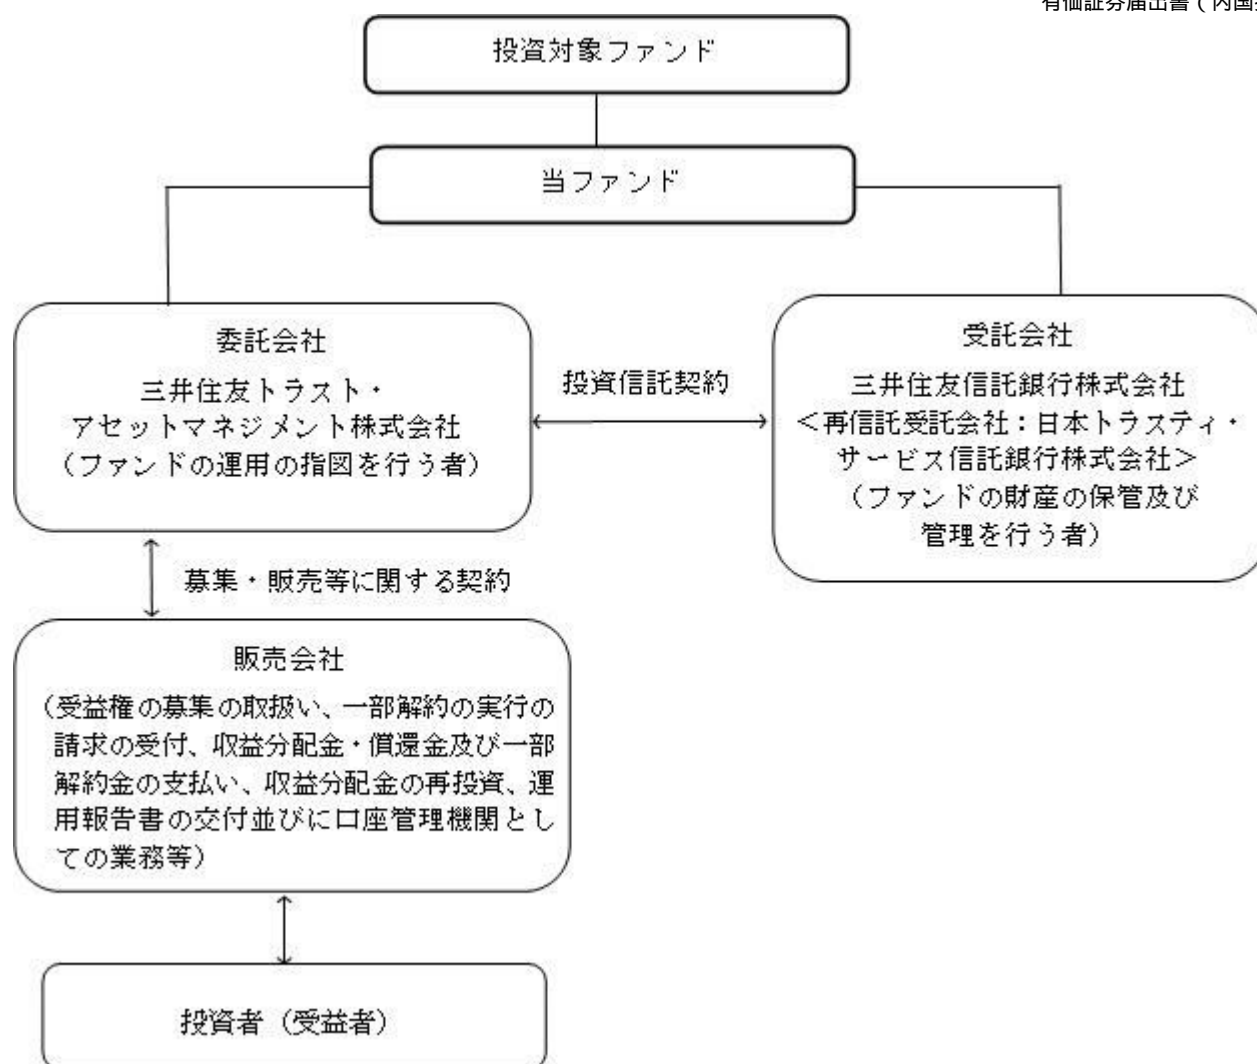 有価証券届出書(内国
投資対象ファンド
当ファンド
委託会社
三井住友トラスト・
アセットマネジメント株式会社
(ファンドの運用の指図を行う者)
投資信託契約
受託会社
三井住友信託銀行株式会社
<再信託受託会社:日本トラスティ・
サービス信託銀行株式会社>
(ファンドの財産の保管及び
管理を行う者)
募集・販売等に関する契約
販売会社
(受益権の募集の取扱い、一部解約の実行の
請求の受付、収益分配金・償還金及び一部
解約金の支払い、収益分配金の再投資、運
用報告書の交付並びに口座管理機関とし
ての業務等)
投資者(受益者)